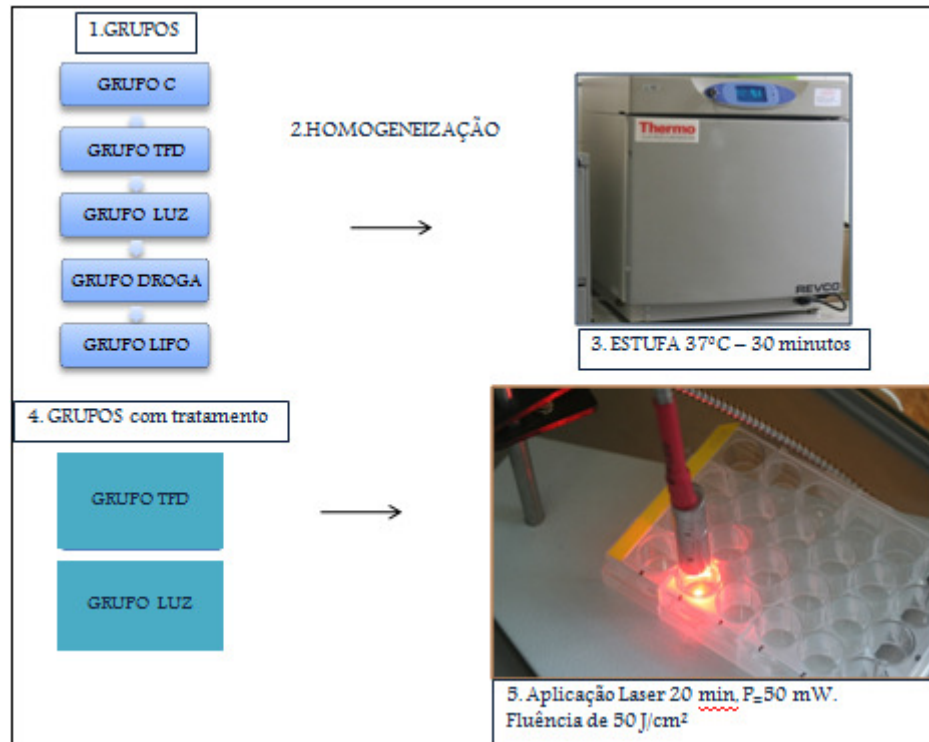 1.GRUPOS
GRUPO C
GRUPO TFD
GRUPO LUZ
GRUPO DROGA
GRUPO LIPO
2.HOMOGENEIZAÇÃO
Thermo
REVCO
3. ESTUFA 37ºC – 30 minutos
4. GRUPOS com tratamento
GRUPO TFD
GRUPO LUZ
5. Aplicação Laser 20 min, P=50 mW.
Fluência de 50 J/cm²